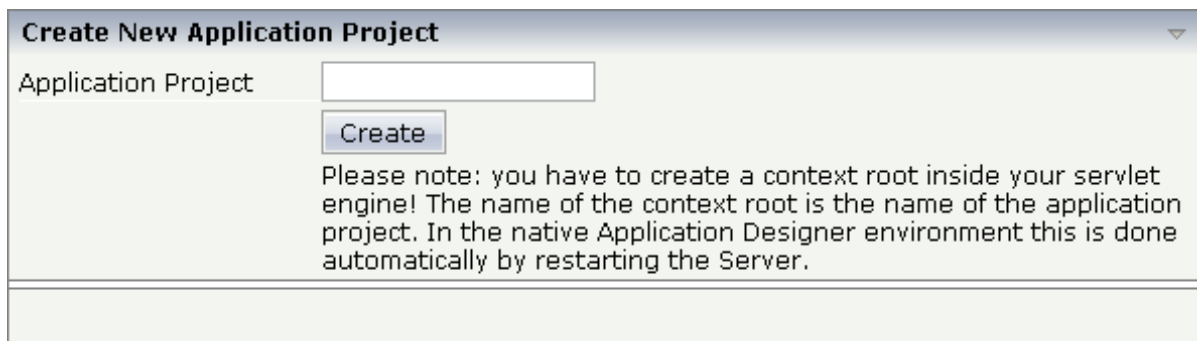 Create New Application Project
Application Project
Create
Please note: you have to create a context root inside your servlet
engine! The name of the context root is the name of the application
project. In the native Application Designer environment this is done
automatically by restarting the Server.